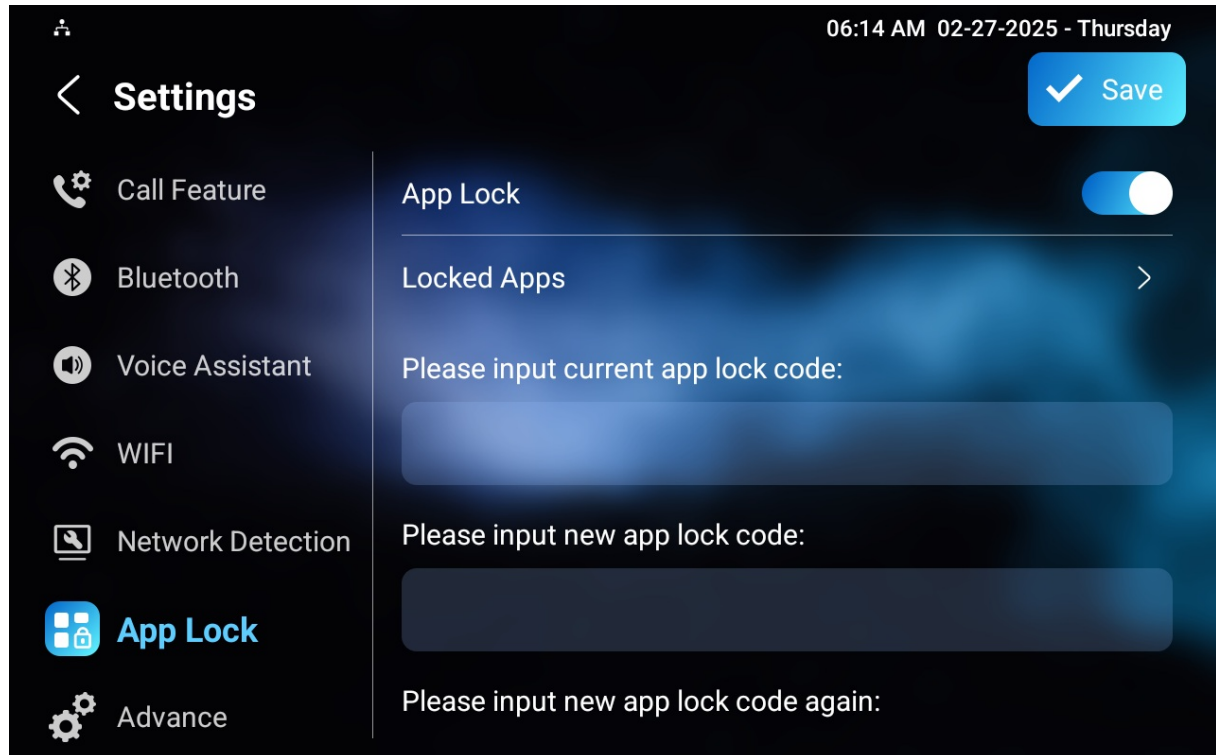 06:14 AM 02-27-2025 - Thursday
Settings
Save
Call Feature
Bluetooth
Voice Assistant
WIFI
Network Detection
App Lock
Advance
App Lock
Locked Apps
Please input current app lock code:
Please input new app lock code:
Please input new app lock code again: